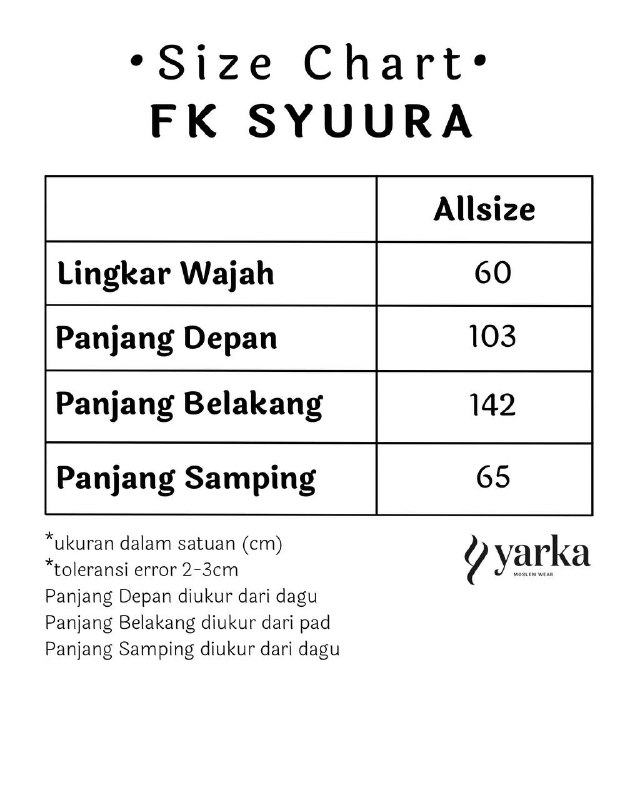 •Size Chart•
FK SYUURA
Allsize
Lingkar Wajah 60
Panjang Depan 103
Panjang Belakang 142
Panjang Samping 65
*ukuran dalam satuan (cm)
*toleransi error 2-3cm
Panjang Depan diukur dari dagu
Panjang Belakang diukur dari pad
Panjang Samping diukur dari dagu
yarka
MOSLEM WEAR